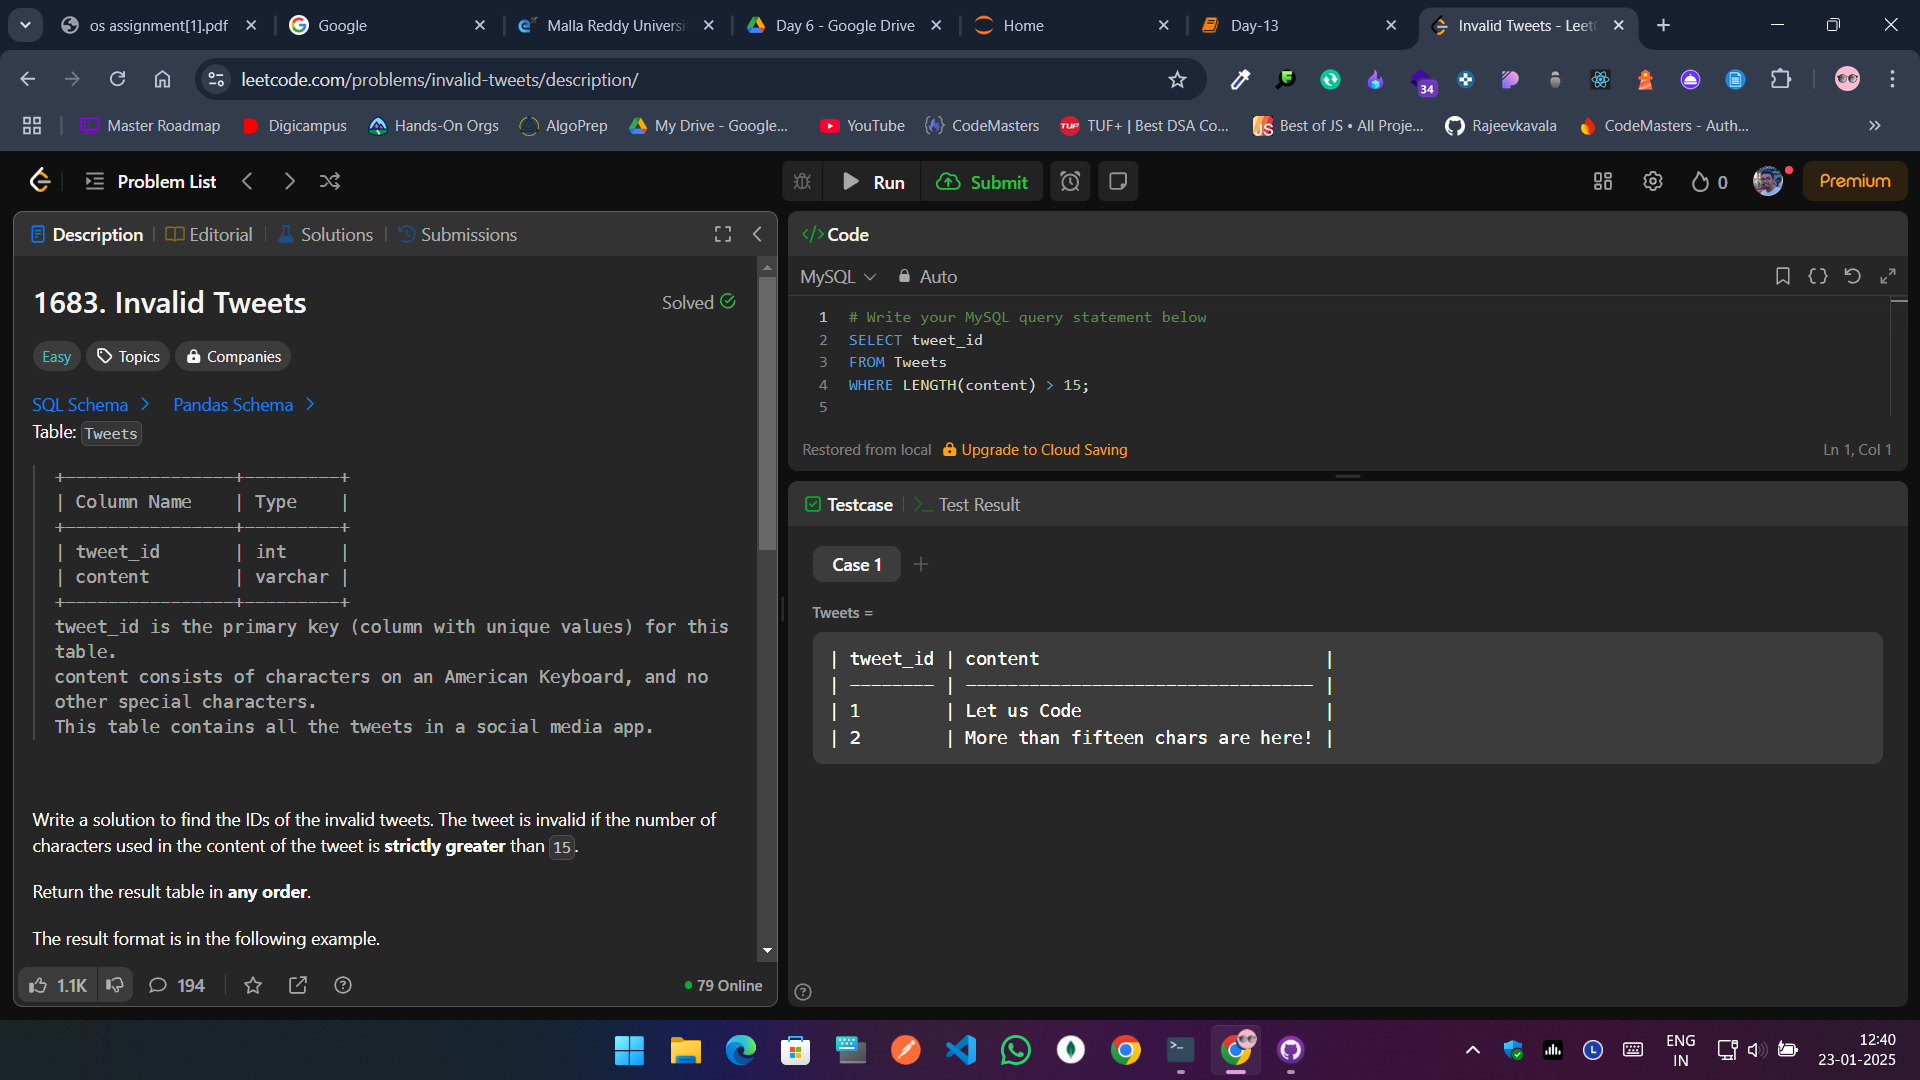 os assignment[1].pdf
Google
Malla Reddy Universi
Day 6 - Google Drive
Home
Day-13
Invalid Tweets - Leet
leetcode.com/problems/invalid-tweets/description/
34
Master Roadmap
Digicampus
Hands-On Orgs
AlgoPrep
My Drive - Google...
YouTube
CodeMasters
TUF+ | Best DSA Co...
Best of JS • All Proje...
Rajeevkavala
CodeMasters - Auth...
Problem List
Run
Submit
0
Premium
Description
Editorial
Solutions
Submissions
1683. Invalid Tweets
Solved
Easy
Topics
Companies
SQL Schema
Pandas Schema
Table: Tweets
+----------------+---------+
| Column Name    | Type    |
+----------------+---------+
| tweet_id       | int     |
| content        | varchar |
+----------------+---------+
tweet_id is the primary key (column with unique values) for this
table.
content consists of characters on an American Keyboard, and no
other special characters.
This table contains all the tweets in a social media app.
Write a solution to find the IDs of the invalid tweets. The tweet is invalid if the number of
characters used in the content of the tweet is strictly greater than 15.
Return the result table in any order.
The result format is in the following example.
1.1K
194
79 Online
</> Code
MySQL
Auto
1 # Write your MySQL query statement below
2 SELECT tweet_id
3 FROM Tweets
4 WHERE LENGTH(content) > 15;
5
Restored from local
Upgrade to Cloud Saving
Ln 1, Col 1
Testcase
Test Result
Case 1
Tweets =
| tweet_id | content                           |
| -------- | --------------------------------- |
| 1        | Let us Code                       |
| 2        | More than fifteen chars are here! |
ENG
IN
12:40
23-01-2025